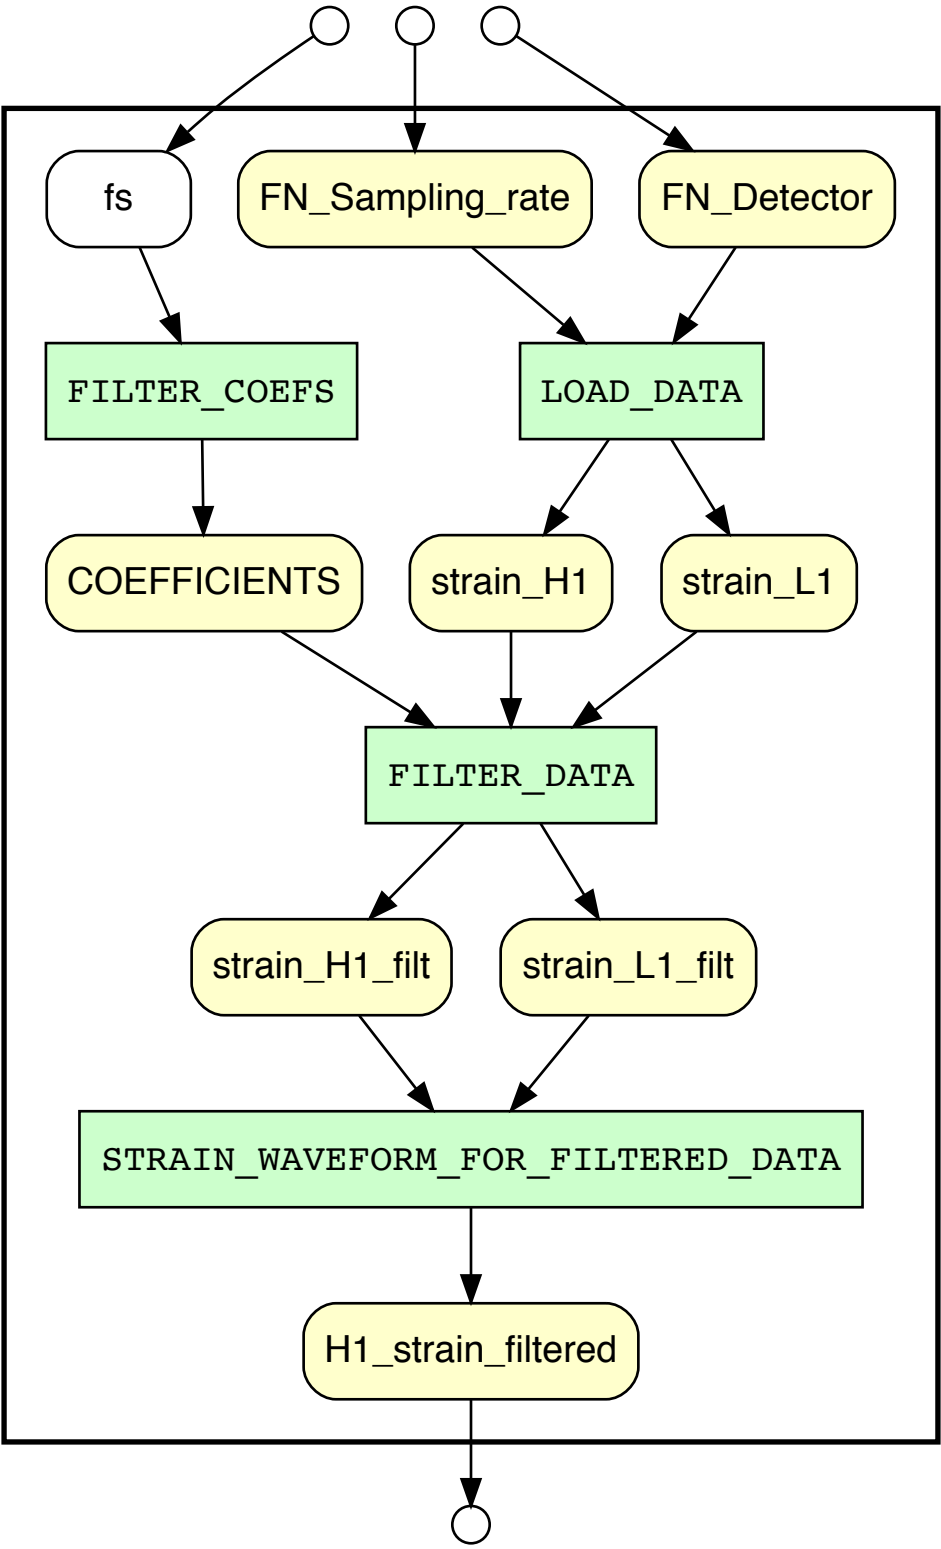 fs
FN_Sampling_rate
FN_Detector
FILTER_COEFS
LOAD_DATA
COEFFICIENTS
strain_H1
strain_L1
FILTER_DATA
strain_H1_filt
strain_L1_filt
STRAIN_WAVEFORM_FOR_FILTERED_DATA
H1_strain_filtered